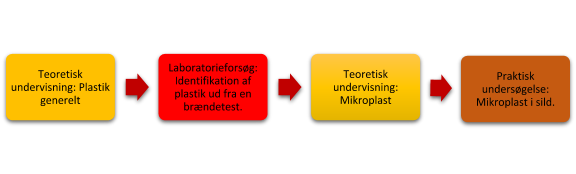 Teoretisk
undervisning: Plastik
generelt
Laboratorieforsøg:
Identifikation af
plastik ud fra en
brændetest.
Teoretisk
undervisning:
Mikroplast
Praktisk
undersøgelse:
Mikroplast i sild.